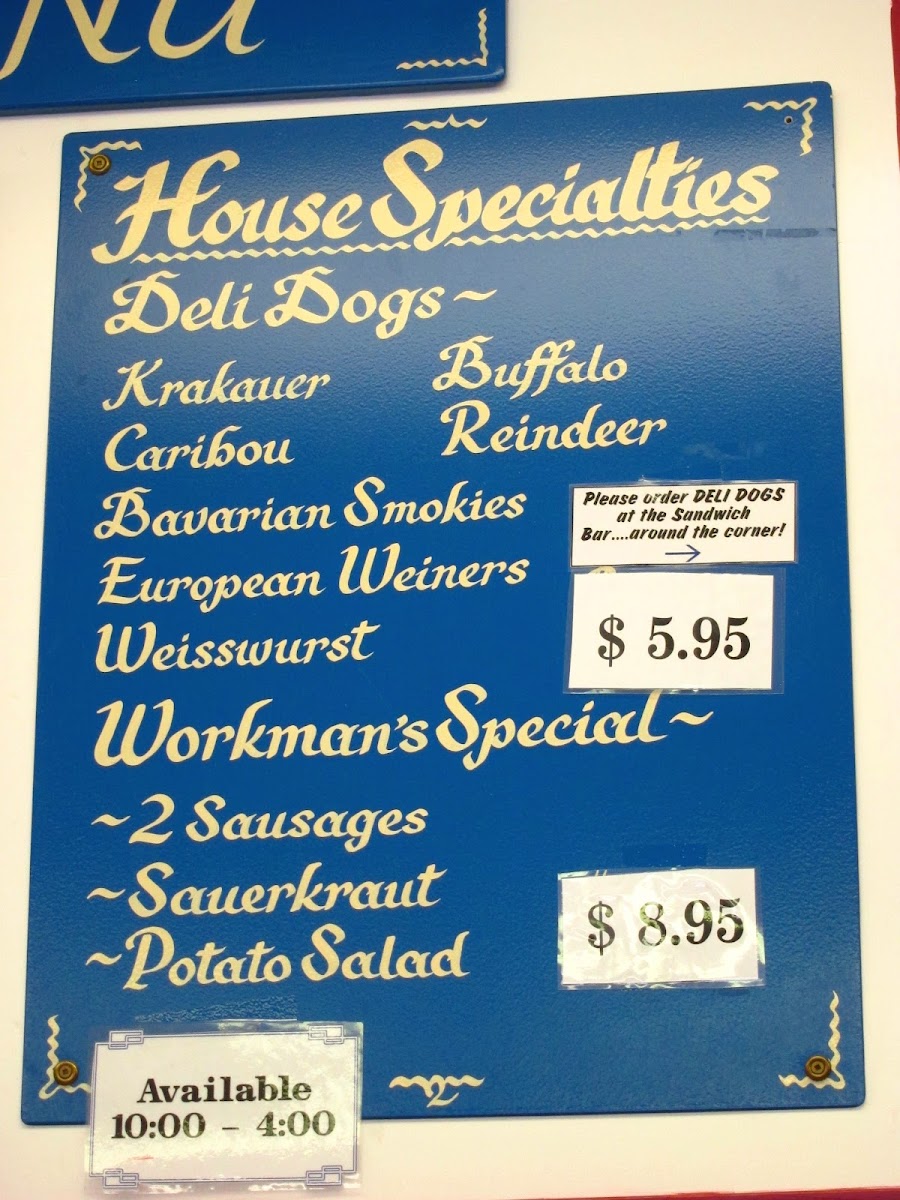 Nu
House Specialties
Deli Dogs ~
Krakauer Buffalo
Caribou Reindeer
Bavarian Smokies
European Weiners
Weisswurst
Please order DELI DOGS
at the Sandwich
Bar....around the corner!
→
$ 5.95
Workman's Special ~
~2 Sausages
~Sauerkraut
~Potato Salad
$ 8.95
Available
10:00 - 4:00